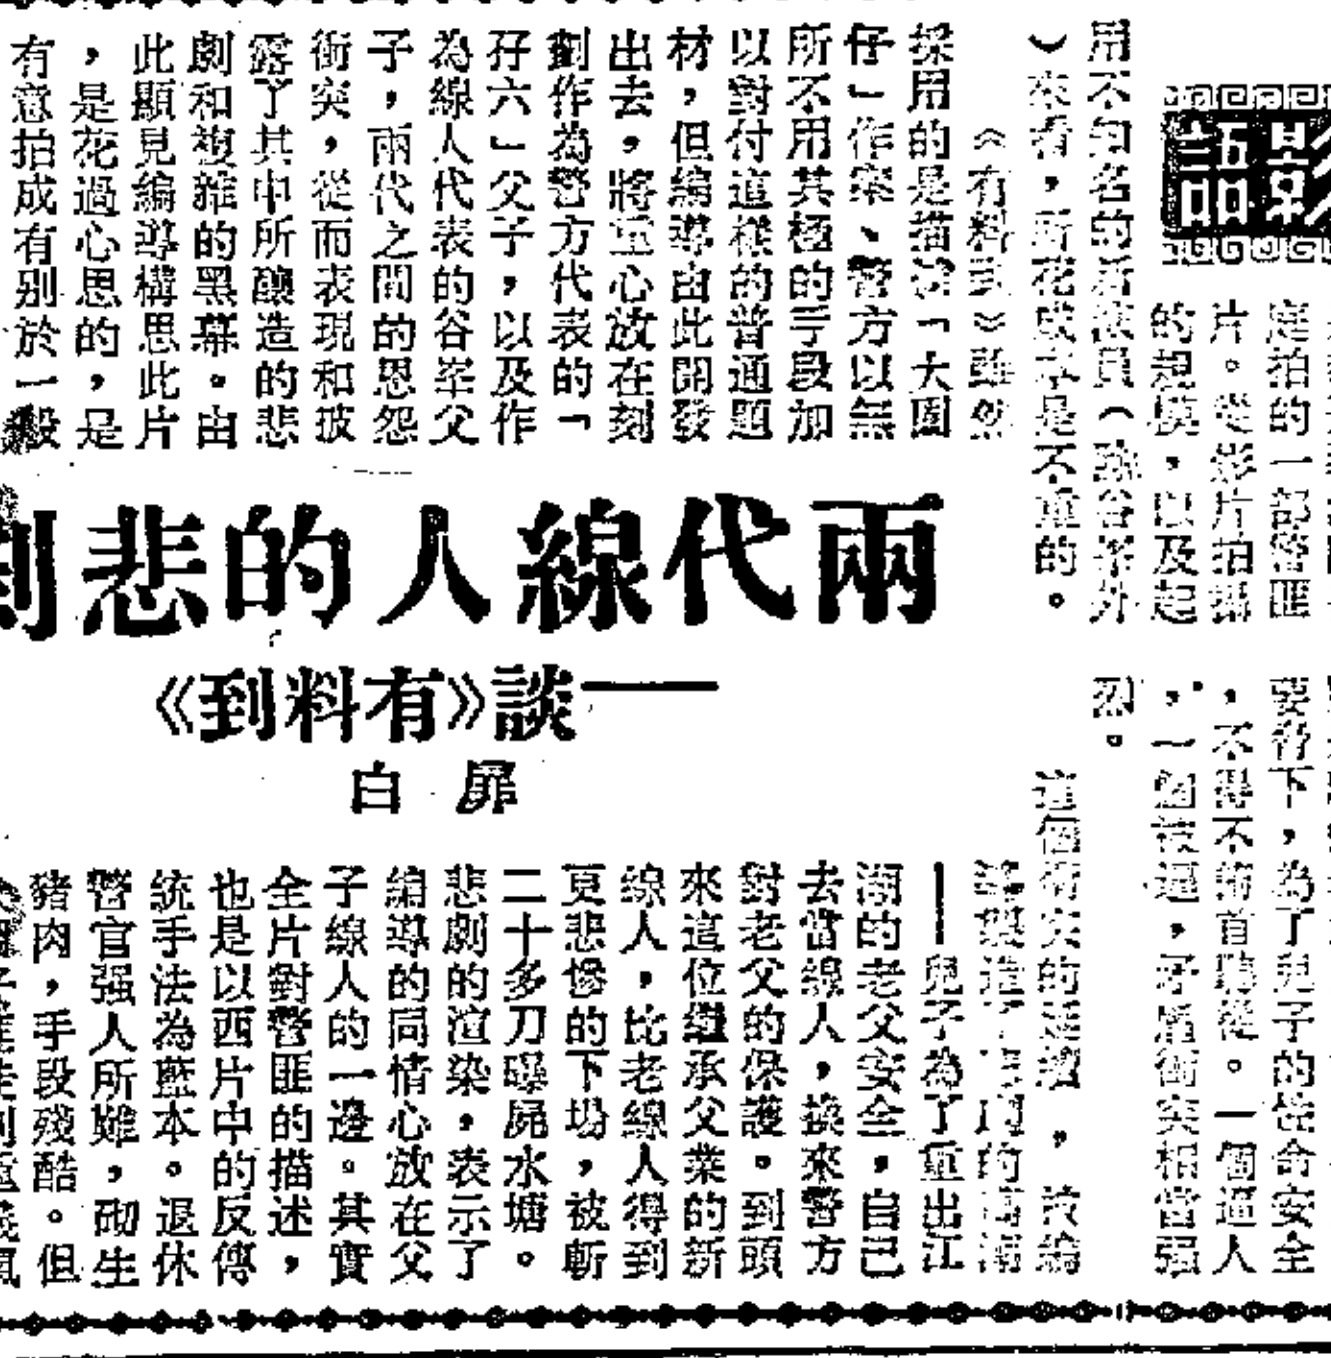 影語
庭拍的一部警匪
片。從影片拍攝
的規模，以及起
用不知名的新演員（除谷峯外
）來看，所花成本是不重的。
《有料到》雖然
採用的是描述「大圈
仔」作案、警方以無
所不用其極的手段加
以對付這樣的普通題
材，但編導由此開發
出去，將重心放在刻
劃作為警方代表的「
孖六」父子，以及作
為線人代表的谷峯父
子，兩代之間的恩怨
衝突，從而表現和披
露了其中所釀造的悲
劇和複雜的黑幕。由
此顯見編導構思此片
，是花過心思的，是
有意拍成有别於一般
兩代線人的悲劇
——談《有料到》
扉白
要脅下，為了兒子的性命安全
，不得不俯首聽從。一個逼人
，一個被逼，矛盾衝突相當强
烈。
這個衝突的延續，被編
——兒子為了重出江
湖的老父安全，自己
去當線人，換來警方
對老父的保護。到頭
來這位繼承父業的新
線人，比老線人得到
更悲慘的下場，被斬
二十多刀曝屍水塘。
悲劇的渲染，表示了
編導的同情心放在父
子線人的一邊。其實
全片對警匪的描述，
也是以西片中的反傳
統手法為藍本。退休
警官强人所難，砌生
豬肉，手段殘酷。但